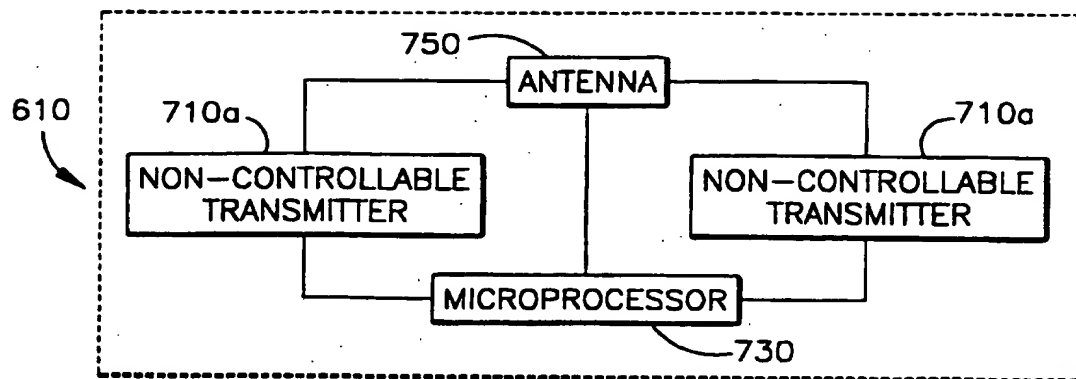 750
ANTENNA
610
710a
710a
NON-CONTROLLABLE
TRANSMITTER
NON-CONTROLLABLE
TRANSMITTER
MICROPROCESSOR
730